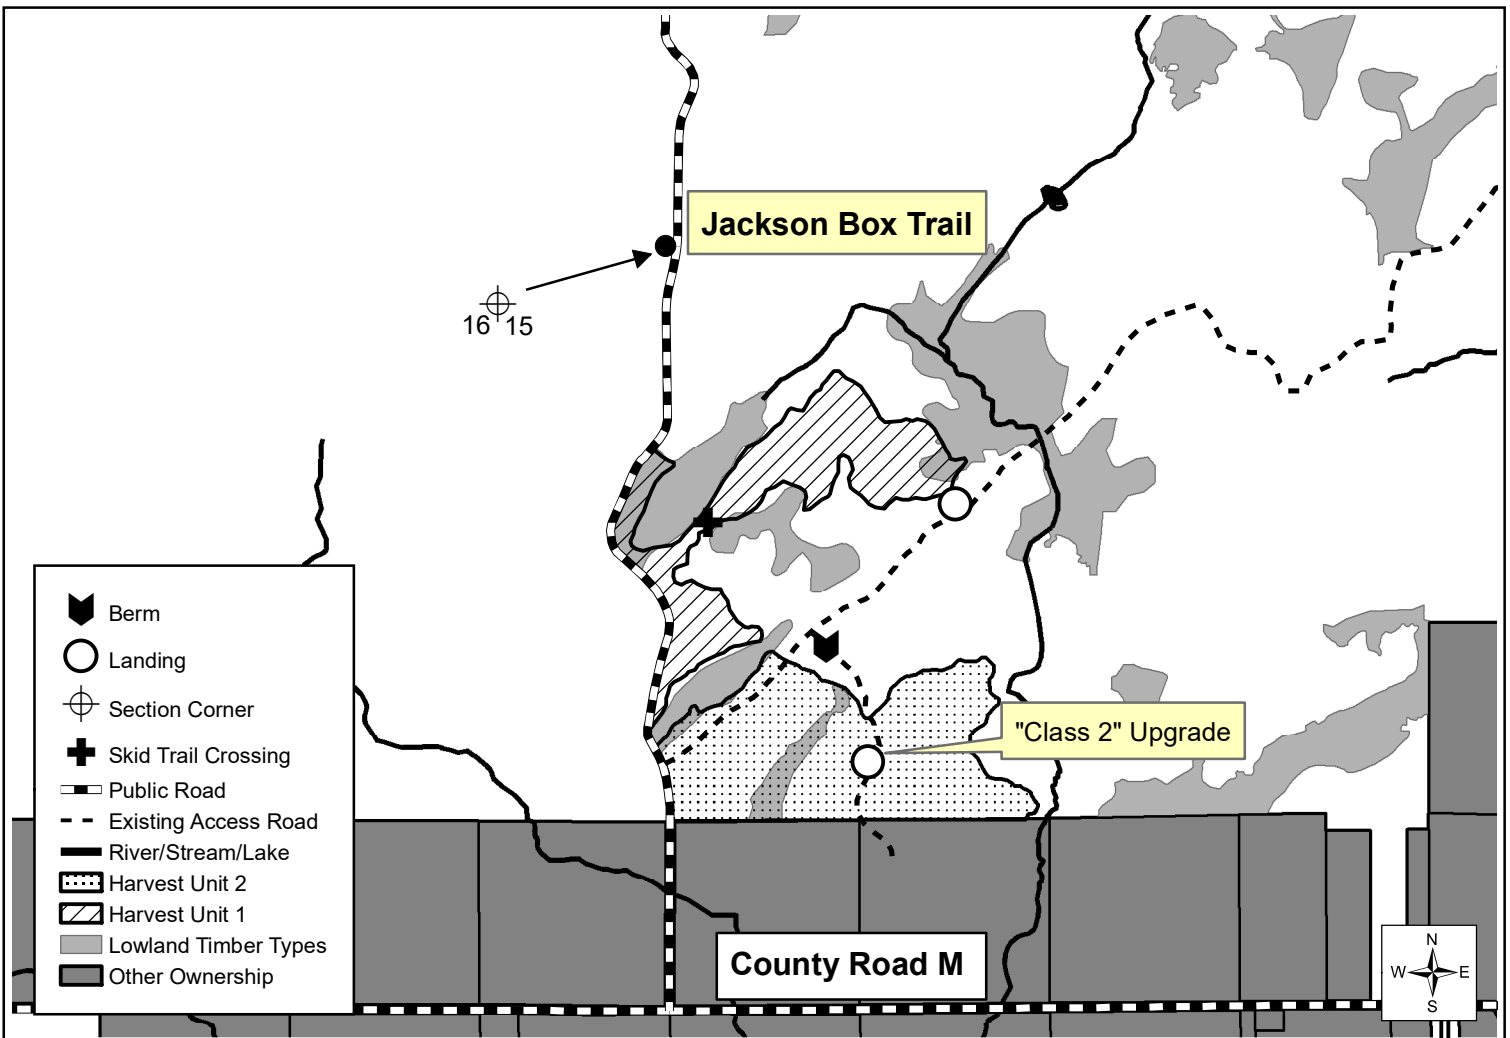 Jackson Box Trail
16 15
Berm
Landing
Section Corner
Skid Trail Crossing
Public Road
Existing Access Road
River/Stream/Lake
Harvest Unit 2
Harvest Unit 1
Lowland Timber Types
Other Ownership
"Class 2" Upgrade
County Road M
N
W E
S